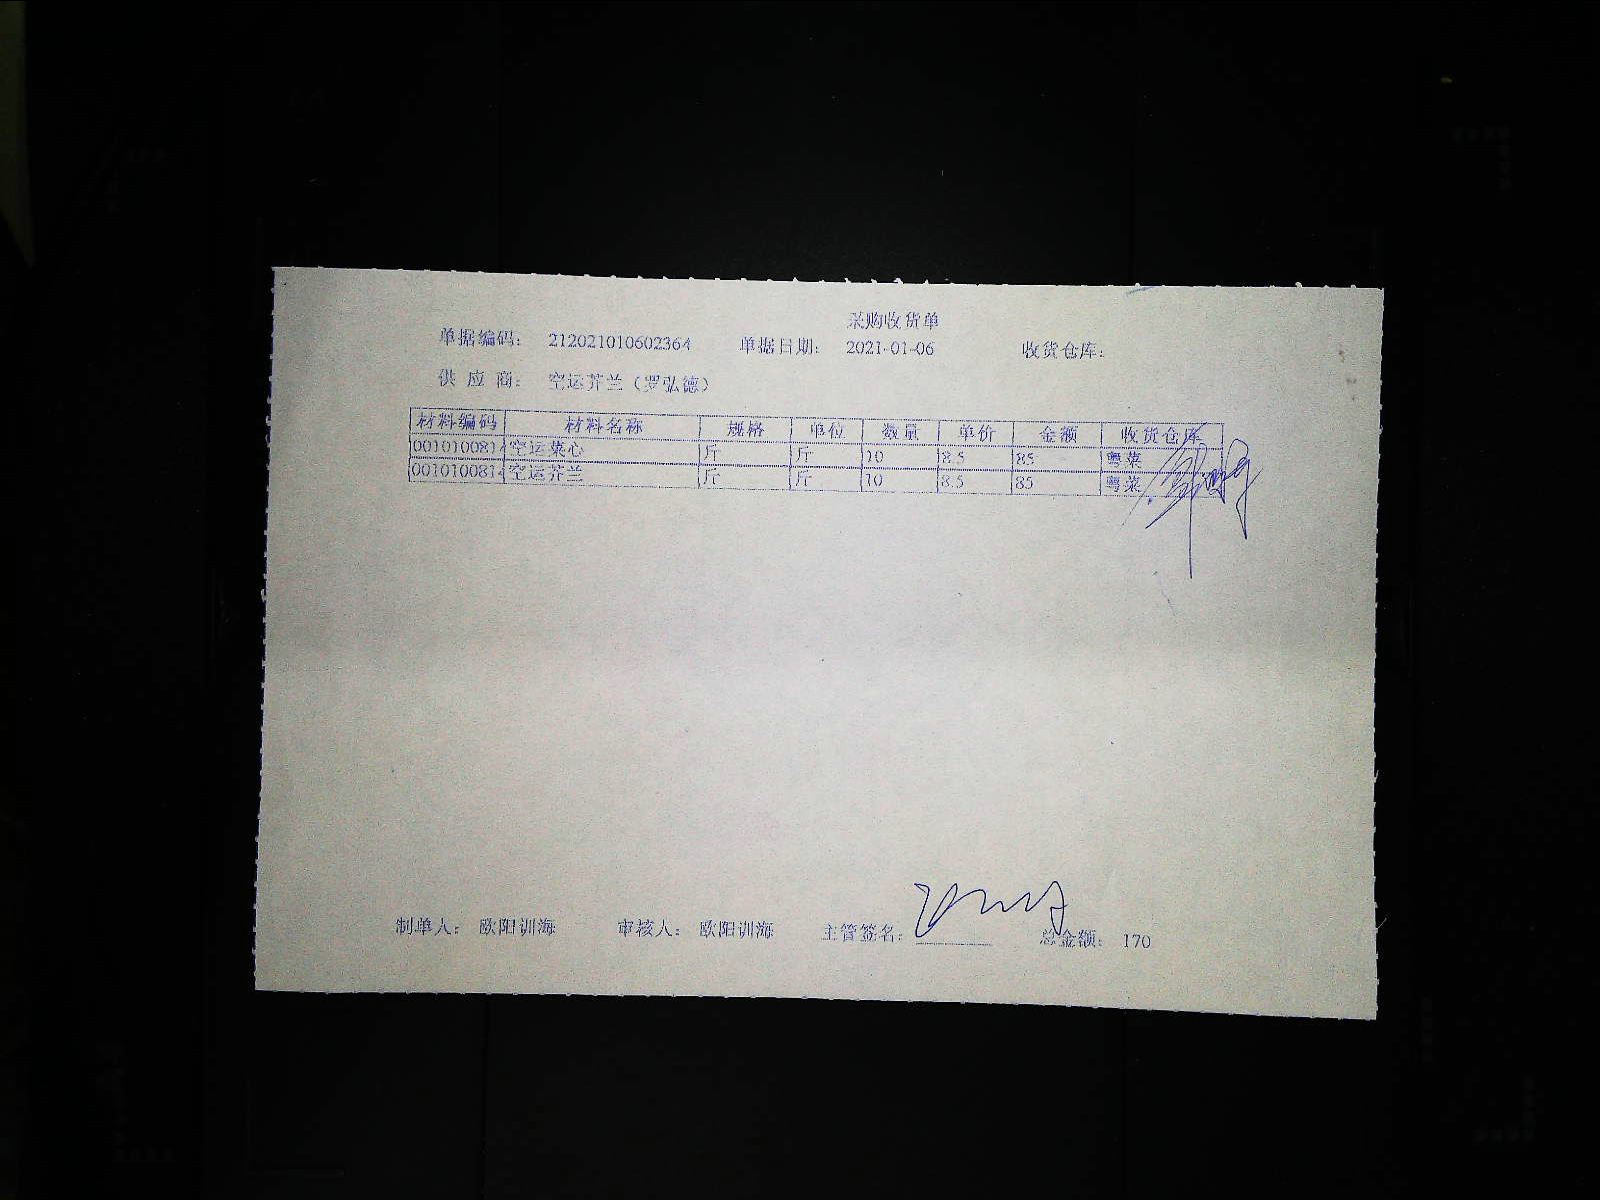 采购收货单
单据编码： 212021010602364 单据日期： 2021-01-06 收货仓库：
供 应 商： 空运芥兰（罗弘德）
材料编码 材料名称 规格 单位 数量 单价 金额 收货仓库
001010081 空运菜心 斤 斤 10 8.5 85 粤菜
0010100814 空运芥兰 斤 斤 10 8.5 85 粤菜
制单人： 欧阳训海 审核人： 欧阳训海 主管签名： 总金额： 170